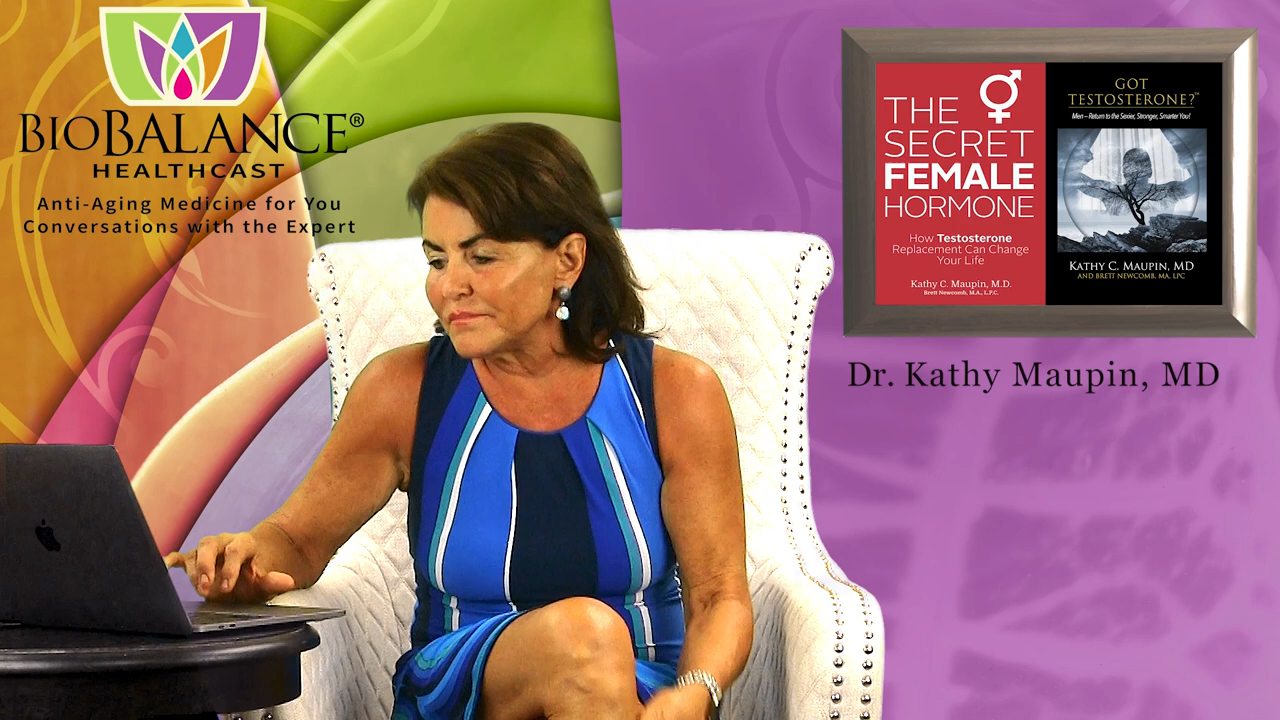 BIOBALANCE®
HEALTHCAST
Anti-Aging Medicine for You
Conversations with the Expert
THE
SECRET
FEMALE
HORMONE
How Testosterone
Replacement Can Change
Your Life
Kathy C. Maupin, M.D.
Brett Newcomb, M.A., L.P.C.
GOT
TESTOSTERONE?™
Men – Return to the Sexier, Stronger, Smarter You!
KATHY C. MAUPIN, MD
AND BRETT NEWCOMB, MA, LPC
Dr. Kathy Maupin, MD